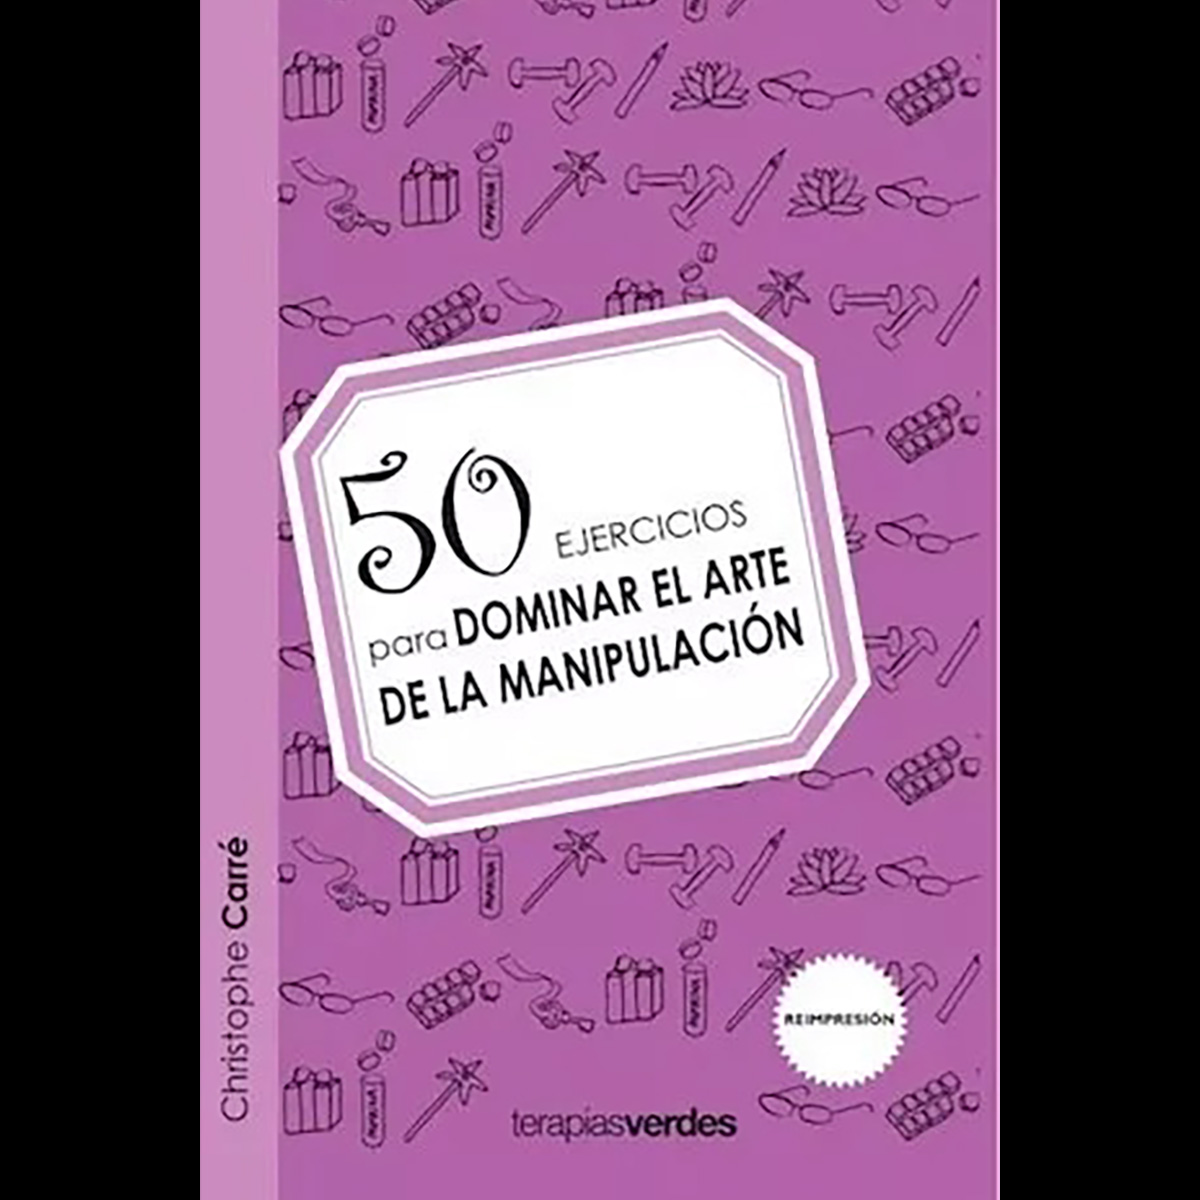 50 EJERCICIOS
para DOMINAR EL ARTE
DE LA MANIPULACIÓN
Christophe Carré
REIMPRESIÓN
terapiasverdes